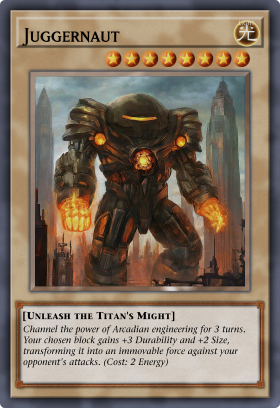 Juggernaut
光
[Unleash the Titan's Might]
Channel the power of Arcadian engineering for 3 turns.
Your chosen block gains +3 Durability and +2 Size,
transforming it into an immovable force against your
opponent's attacks. (Cost: 2 Energy)